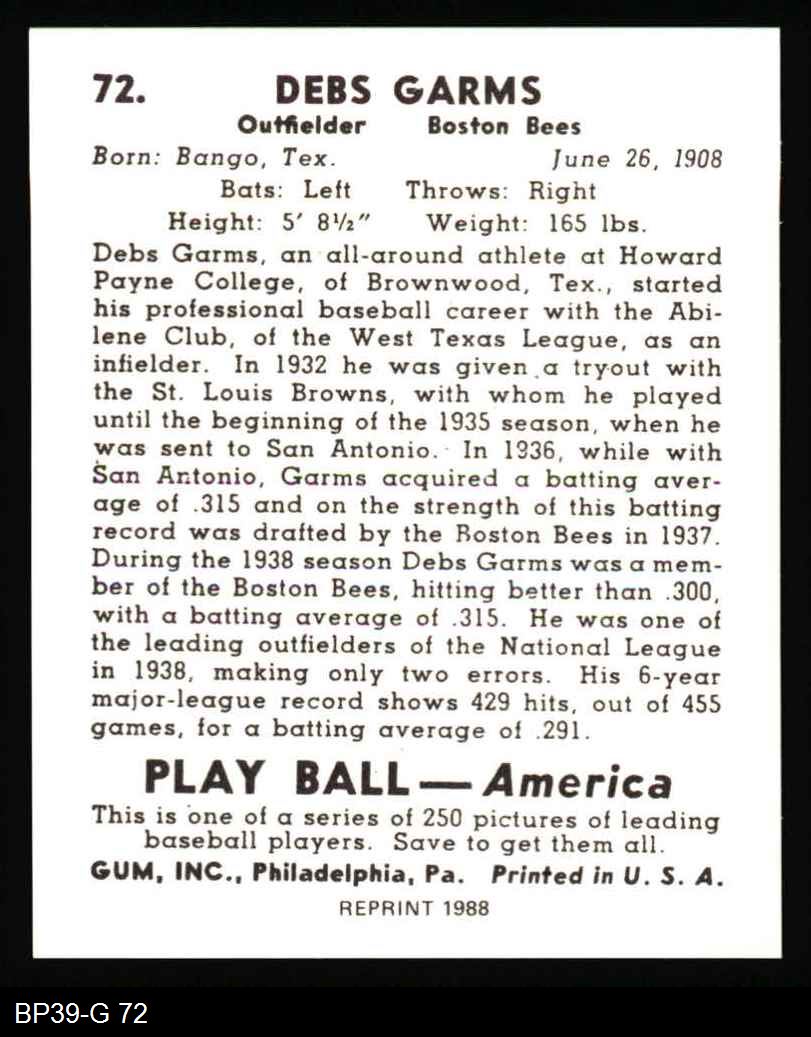 72. DEBS GARMS
Outfielder Boston Bees
Born: Bango, Tex. June 26, 1908
Bats: Left Throws: Right
Height: 5′ 8½″ Weight: 165 lbs.
Debs Garms, an all-around athlete at Howard
Payne College, of Brownwood, Tex., started
his professional baseball career with the Abi-
lene Club, of the West Texas League, as an
infielder. In 1932 he was given a tryout with
the St. Louis Browns, with whom he played
until the beginning of the 1935 season, when he
was sent to San Antonio. In 1936, while with
San Antonio, Garms acquired a batting aver-
age of .315 and on the strength of this batting
record was drafted by the Boston Bees in 1937.
During the 1938 season Debs Garms was a mem-
ber of the Boston Bees, hitting better than .300,
with a batting average of .315. He was one of
the leading outfielders of the National League
in 1938, making only two errors. His 6-year
major-league record shows 429 hits, out of 455
games, for a batting average of .291.
PLAY BALL—America
This is one of a series of 250 pictures of leading
baseball players. Save to get them all.
GUM, INC., Philadelphia, Pa. Printed in U. S. A.
REPRINT 1988
BP39-G 72